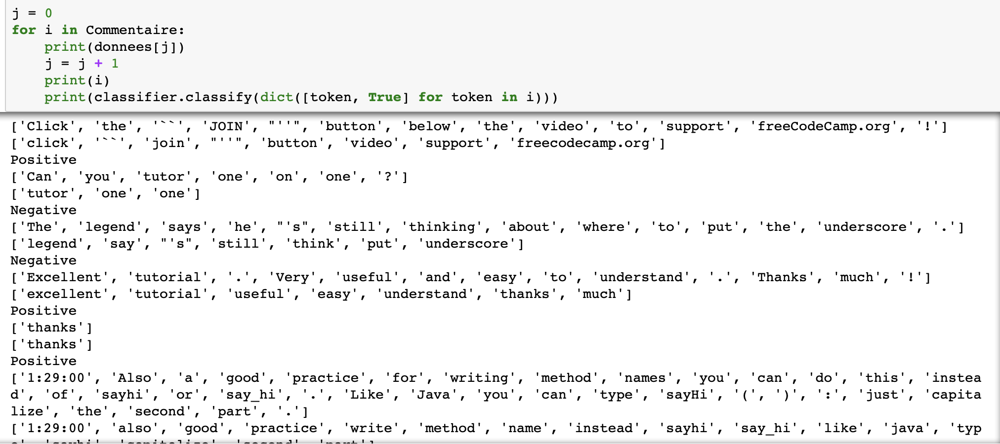 j = 0
for i in Commentaire:
    print(donnees[j])
    j = j + 1
    print(i)
    print(classifier.classify(dict([token, True] for token in i)))
['Click', 'the', '``', 'JOIN', "''", 'button', 'below', 'the', 'video', 'to', 'support', 'freeCodeCamp.org', '!']
['click', '``', 'join', "''", 'button', 'video', 'support', 'freecodecamp.org']
Positive
['Can', 'you', 'tutor', 'one', 'on', 'one', '?']
['tutor', 'one', 'one']
Negative
['The', 'legend', 'says', 'he', "'s", 'still', 'thinking', 'about', 'where', 'to', 'put', 'the', 'underscore', '.']
['legend', 'say', "'s", 'still', 'think', 'put', 'underscore']
Negative
['Excellent', 'tutorial', '.', 'Very', 'useful', 'and', 'easy', 'to', 'understand', '.', 'Thanks', 'much', '!']
['excellent', 'tutorial', 'useful', 'easy', 'understand', 'thanks', 'much']
Positive
['thanks']
['thanks']
Positive
['1:29:00', 'Also', 'a', 'good', 'practice', 'for', 'writing', 'method', 'names', 'you', 'can', 'do', 'this', 'instea
d', 'of', 'sayhi', 'or', 'say_hi', '.', 'Like', 'Java', 'you', 'can', 'type', 'sayHi', '(', ')', ':', 'just', 'capita
lize', 'the', 'second', 'part', '.']
['1:29:00', 'also', 'good', 'practice', 'write', 'method', 'name', 'instead', 'sayhi', 'say_hi', 'like', 'java', 'typ
e', 'sayhi', 'capitalize', 'second', 'part']